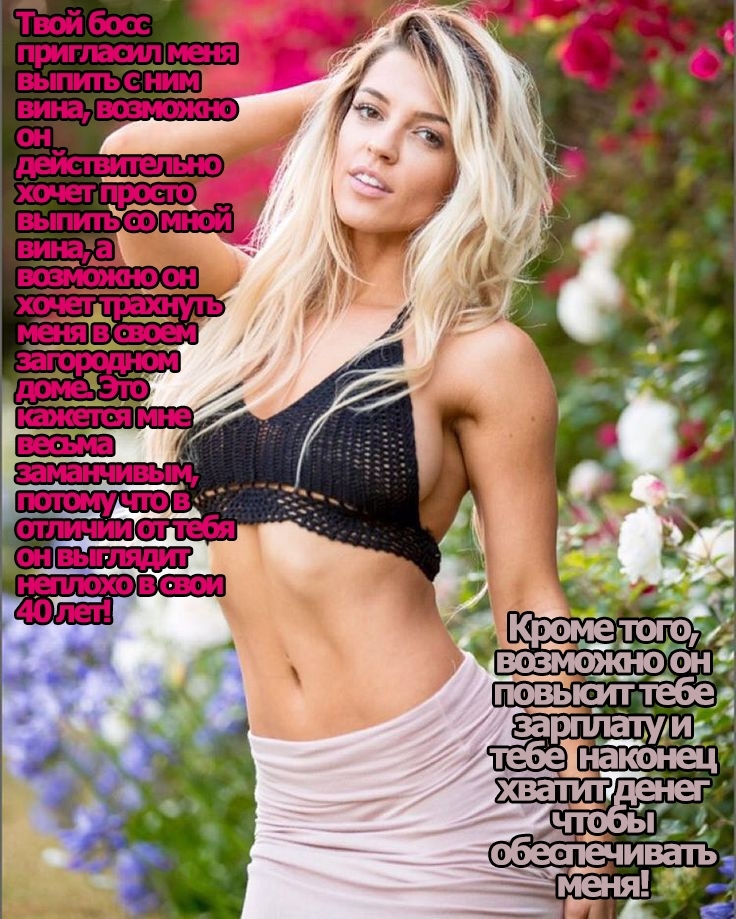 Твой босс
пригласил меня
выпить с ним
вина, возможно
он
действительно
хочет просто
выпить со мной
вина, а
возможно он
хочет трахнуть
меня в своем
загородном
доме. Это
кажется мне
весьма
заманчивым,
потому что в
отличии от тебя
он выглядит
неплохо в свои
40 лет!
Кроме того,
возможно он
повысит тебе
зарплату и
тебе наконец
хватит денег
чтобы
обеспечивать
меня!